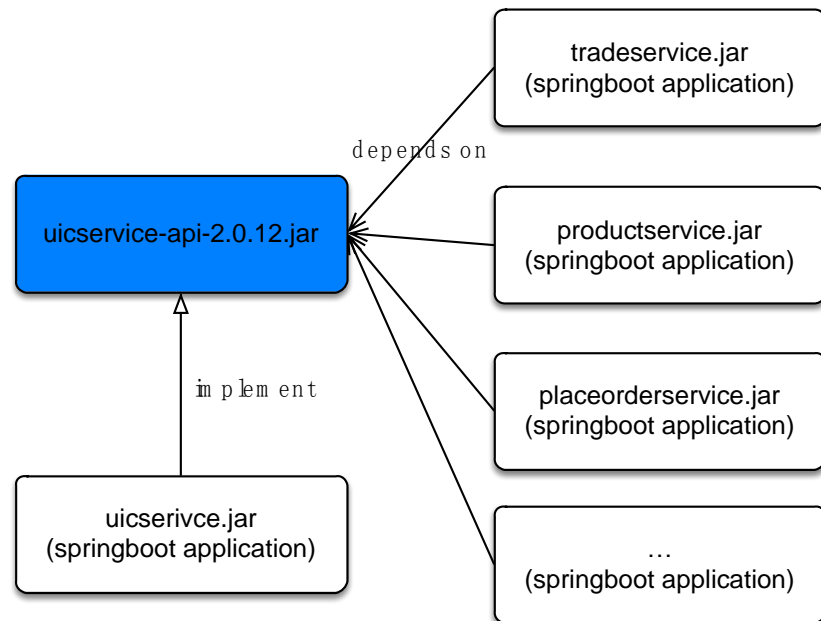 tradeservice.jar
(springboot application)
depends on
uicservice-api-2.0.12.jar
productservice.jar
(springboot application)
implement
placeorderservice.jar
(springboot application)
uicserivce.jar
(springboot application)
…
(springboot application)